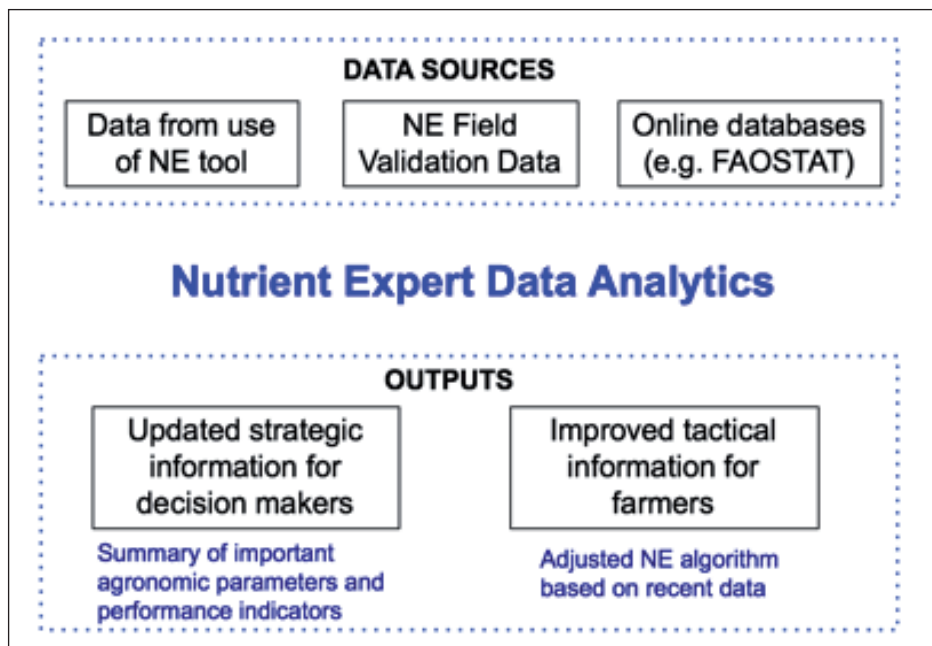 DATA SOURCES
Data from use
of NE tool
NE Field
Validation Data
Online databases
(e.g. FAOSTAT)
Nutrient Expert Data Analytics
OUTPUTS
Updated strategic
information for
decision makers
Summary of important
agronomic parameters and
performance indicators
Improved tactical
information for
farmers
Adjusted NE algorithm
based on recent data